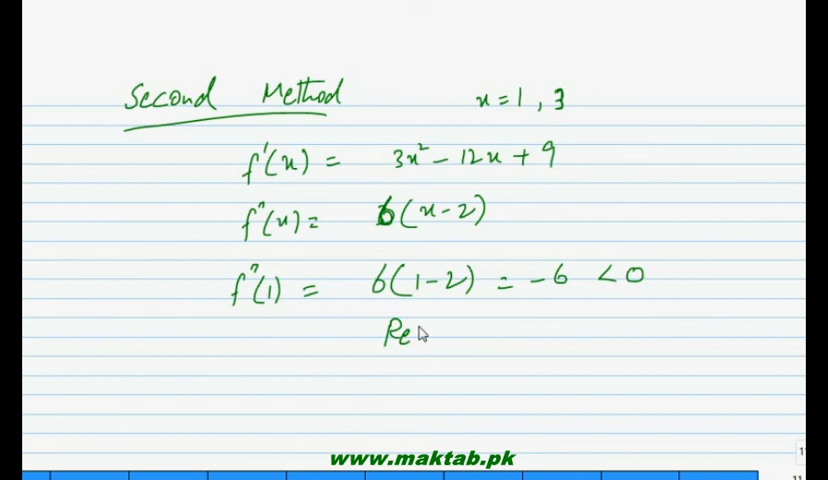 Second Method x = 1, 3
f'(x) = 3x² - 12x + 9
f"(x) = 6(x-2)
f"(1) = 6(1-2) = -6 < 0
Re
www.maktab.pk
11